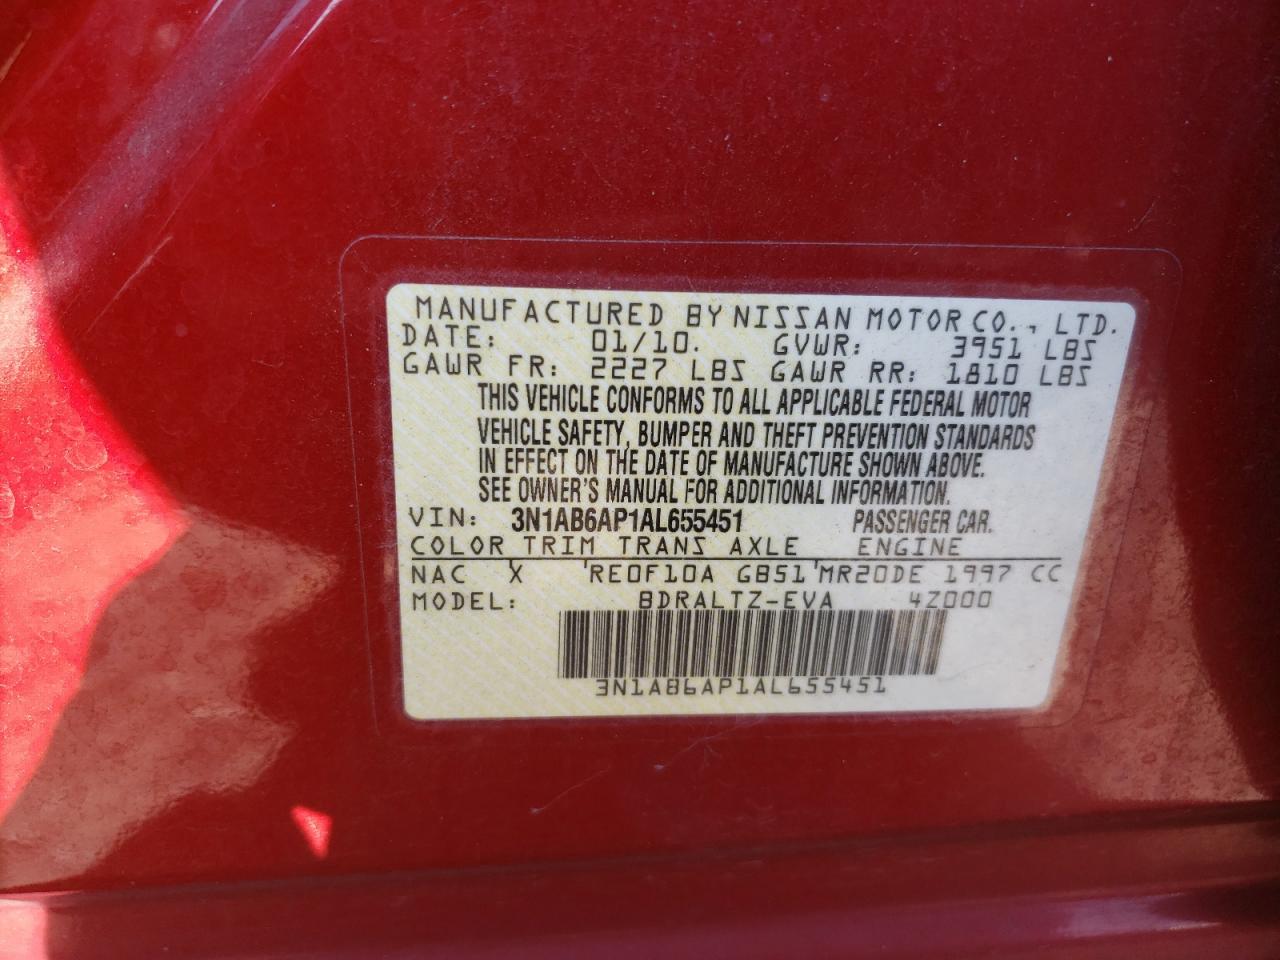 MANUFACTURED BY NISSAN MOTOR CO., LTD.
DATE: 01/10. GVWR: 3951 LBS
GAWR FR: 2227 LBS GAWR RR: 1810 LBS
THIS VEHICLE CONFORMS TO ALL APPLICABLE FEDERAL MOTOR
VEHICLE SAFETY, BUMPER AND THEFT PREVENTION STANDARDS
IN EFFECT ON THE DATE OF MANUFACTURE SHOWN ABOVE.
SEE OWNER'S MANUAL FOR ADDITIONAL INFORMATION.
VIN: 3N1AB6AP1AL655451 PASSENGER CAR.
COLOR TRIM TRANS AXLE ENGINE
NAC X RE0F10A GB51 MR20DE 1997 CC
MODEL: BDRALTZ-EVA 4Z000
3N1AB6AP1AL655451